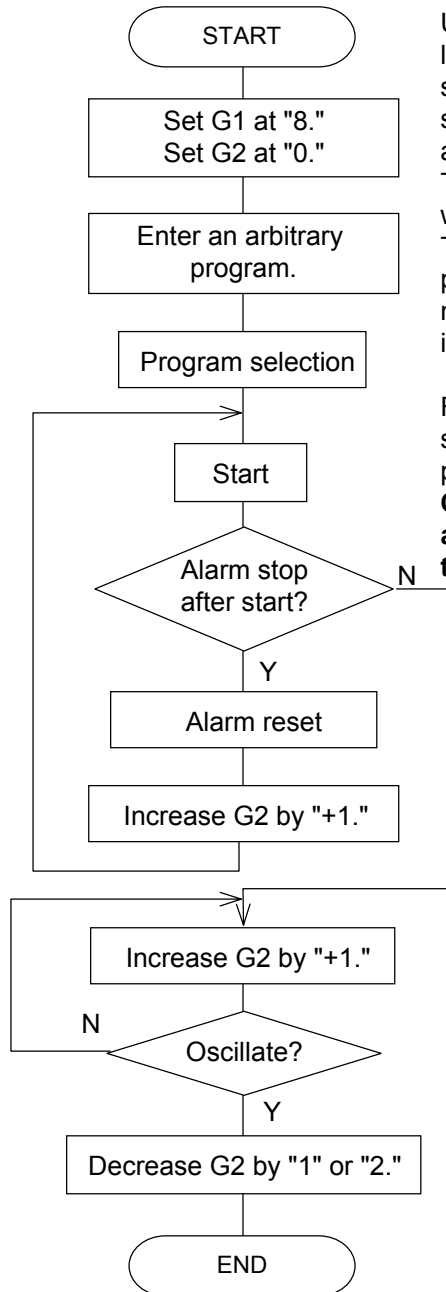 START
Set G1 at "8."
Set G2 at "0."
Enter an arbitrary
program.
Program selection
Start
Alarm stop
after start?
N
Y
Alarm reset
Increase G2 by "+1."
Increase G2 by "+1."
N
Oscillate?
Y
Decrease G2 by "1" or "2."
END